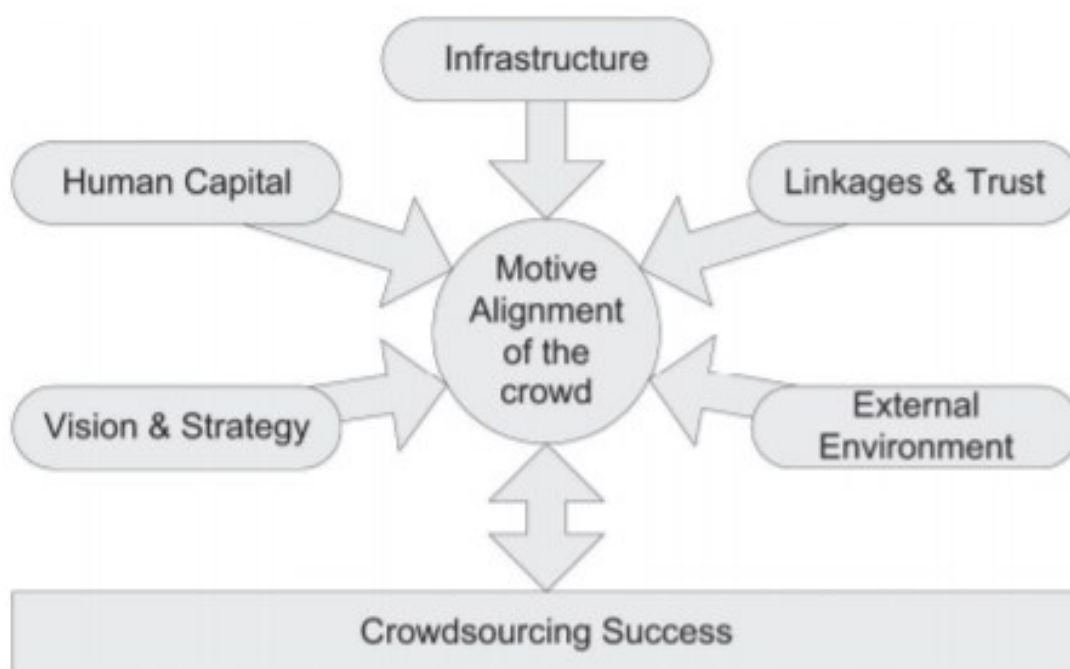 Infrastructure
Human Capital
Linkages & Trust
Motive
Alignment
of the
crowd
Vision & Strategy
External
Environment
Crowdsourcing Success